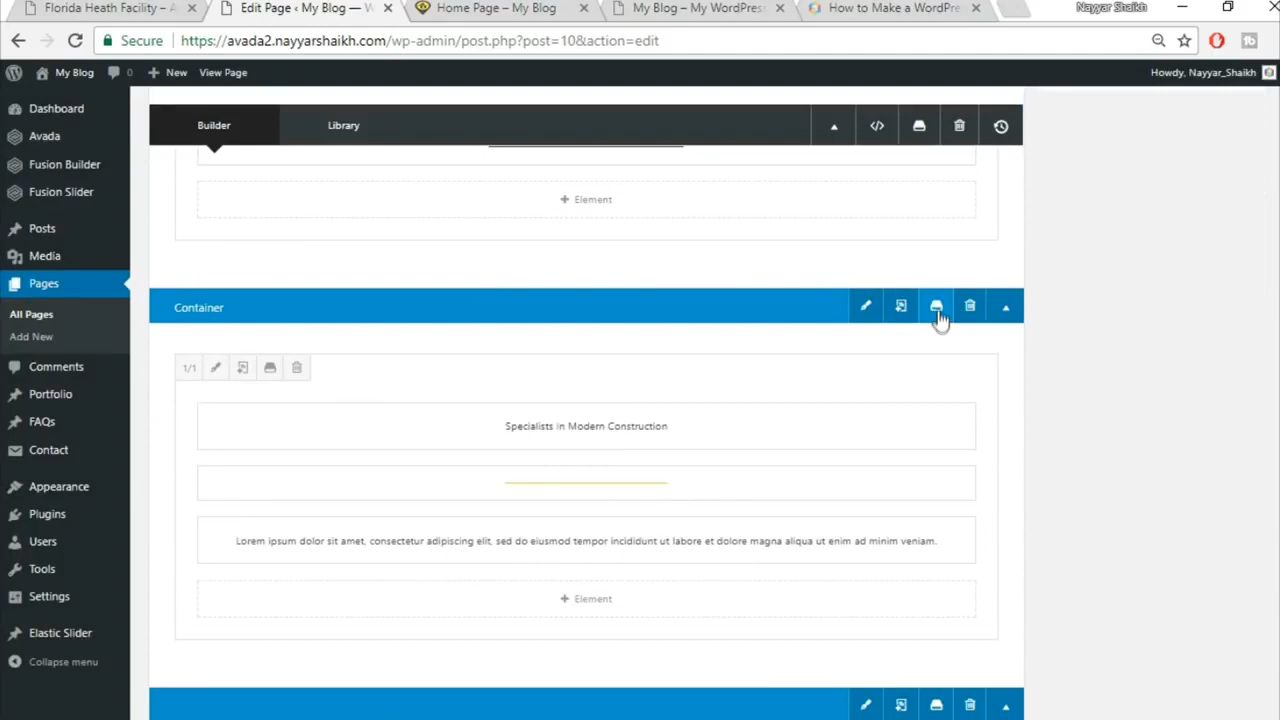 Florida Heath Facility – A
Edit Page ‹ My Blog — W
Home Page – My Blog
My Blog – My WordPress
How to Make a WordPre
Nayyar Shaikh
Secure
https://avada2.nayyarshaikh.com/wp-admin/post.php?post=10&action=edit
My Blog
0
New
View Page
Howdy, Nayyar_Shaikh
Dashboard
Avada
Fusion Builder
Fusion Slider
Posts
Media
Pages
All Pages
Add New
Comments
Portfolio
FAQs
Contact
Appearance
Plugins
Users
Tools
Settings
Elastic Slider
Collapse menu
Builder
Library
+ Element
Container
1/1
Specialists in Modern Construction
Lorem ipsum dolor sit amet, consectetur adipiscing elit, sed do eiusmod tempor incididunt ut labore et dolore magna aliqua ut enim ad minim veniam.
+ Element